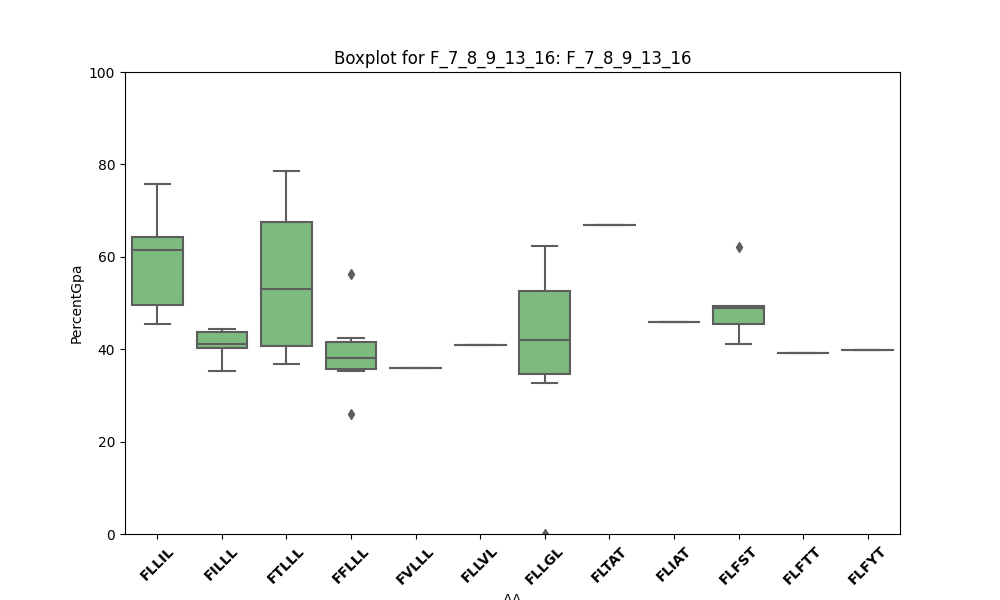 Boxplot for F_7_8_9_13_16: F_7_8_9_13_16
100
80
60
40
20
0
PercentGpa
FLLIL
FILLL
FTLLL
FFLLL
FVLLL
FLLVL
FLLGL
FLTAT
FLIAT
FLFST
FLFTT
FLFYT
AA